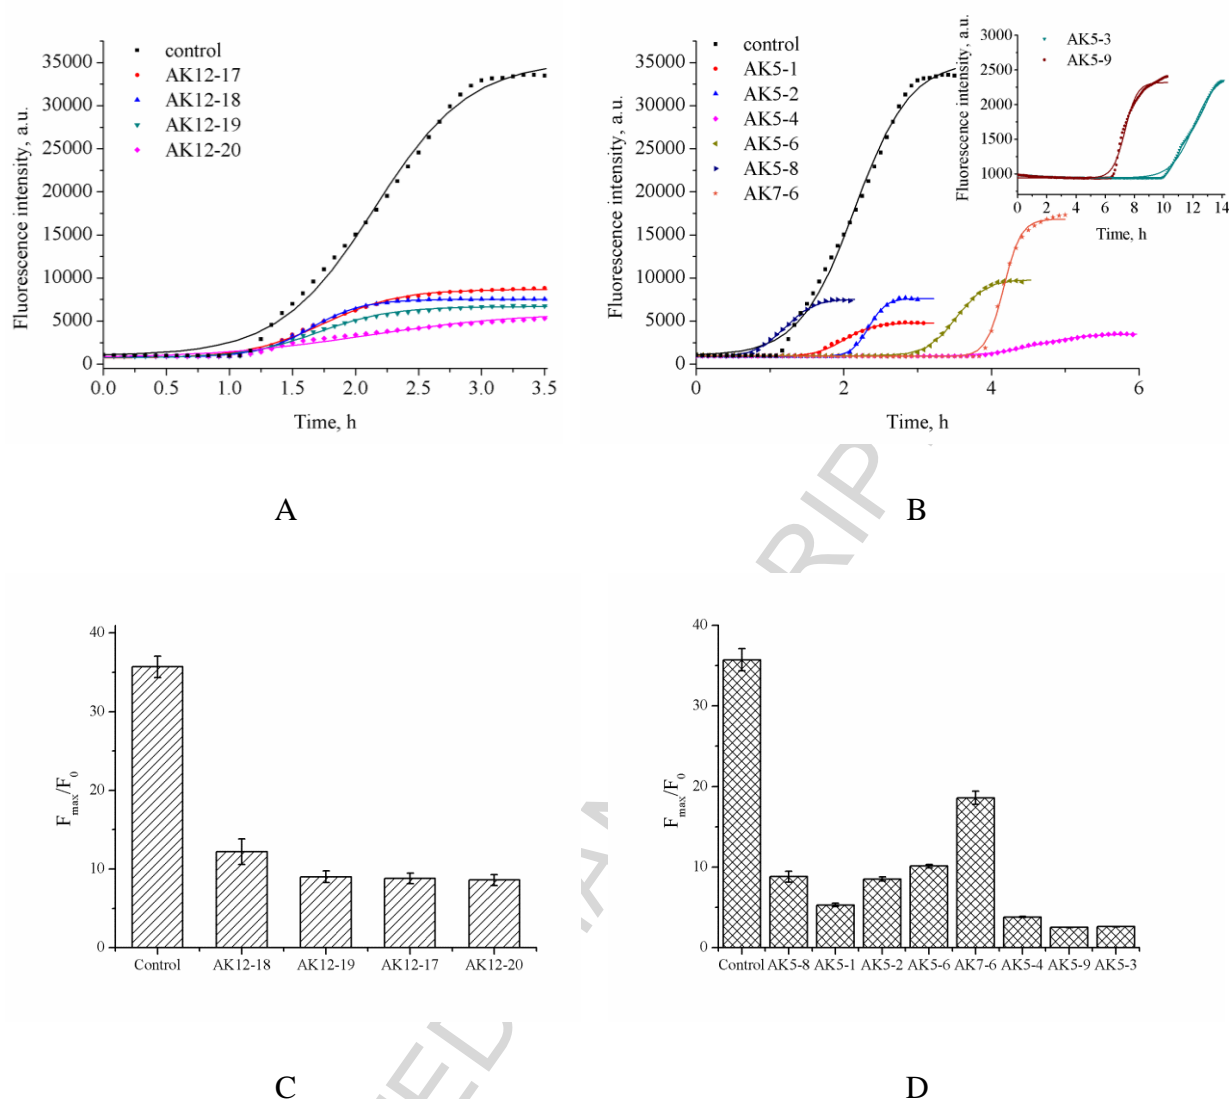 control
AK12-17
AK12-18
AK12-19
AK12-20
35000
30000
25000
20000
15000
10000
5000
0
Fluorescence intensity, a.u.
0.0 0.5 1.0 1.5 2.0 2.5 3.0 3.5
Time, h
A
control
AK5-1
AK5-2
AK5-4
AK5-6
AK5-8
AK7-6
35000
30000
25000
20000
15000
10000
5000
0
Fluorescence intensity, a.u.
0 2 4 6
Time, h
AK5-3
AK5-9
3000
2500
2000
1500
1000
Fluorescence intensity, a.u.
0 2 4 6 8 10 12 14
Time, h
B
40
30
20
10
0
Fmax/F0
Control AK12-18 AK12-19 AK12-17 AK12-20
C
40
30
20
10
0
Fmax/F0
Control AK5-8 AK5-1 AK5-2 AK5-6 AK7-6 AK5-4 AK5-9 AK5-3
D